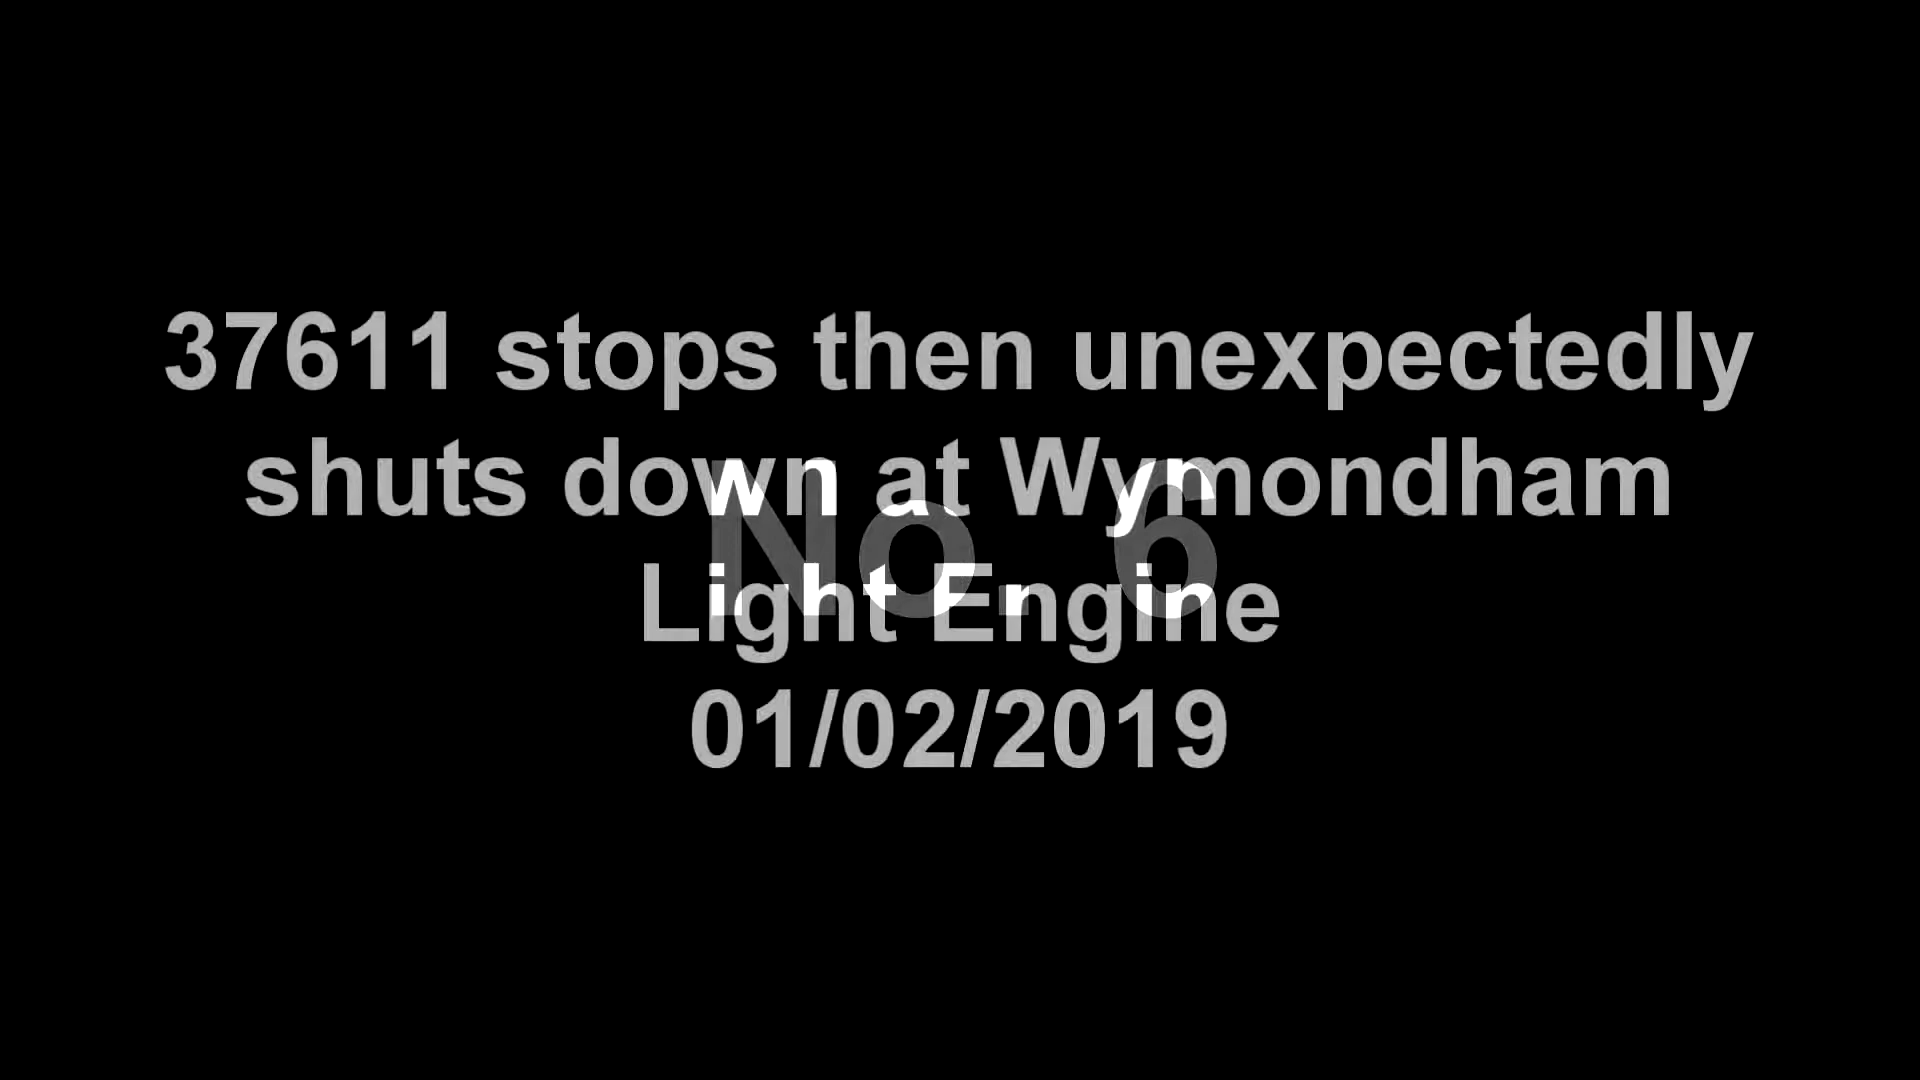 37611 stops then unexpectedly
shuts down at Wymondham
No. 6
Light Engine
01/02/2019